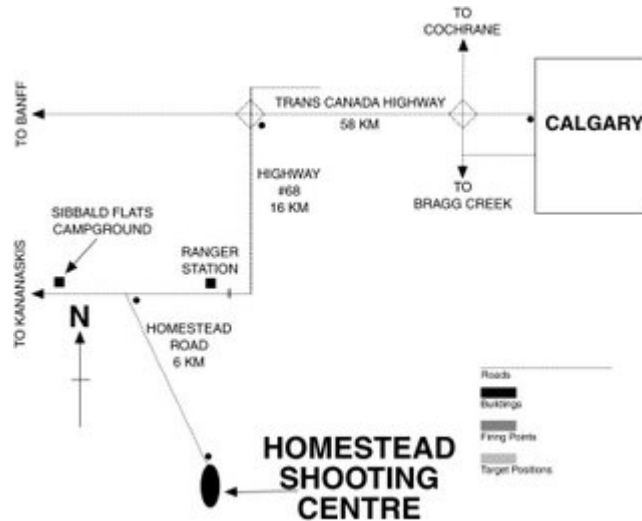 TO
COCHRANE
TO BANFF
TRANS CANADA HIGHWAY
58 KM
CALGARY
HIGHWAY
#68
16 KM
TO
BRAGG CREEK
SIBBALD FLATS
CAMPGROUND
RANGER
STATION
TO KANANASKIS
N
HOMESTEAD
ROAD
6 KM
Roads
Buildings
Firing Points
Target Positions
HOMESTEAD
SHOOTING
CENTRE